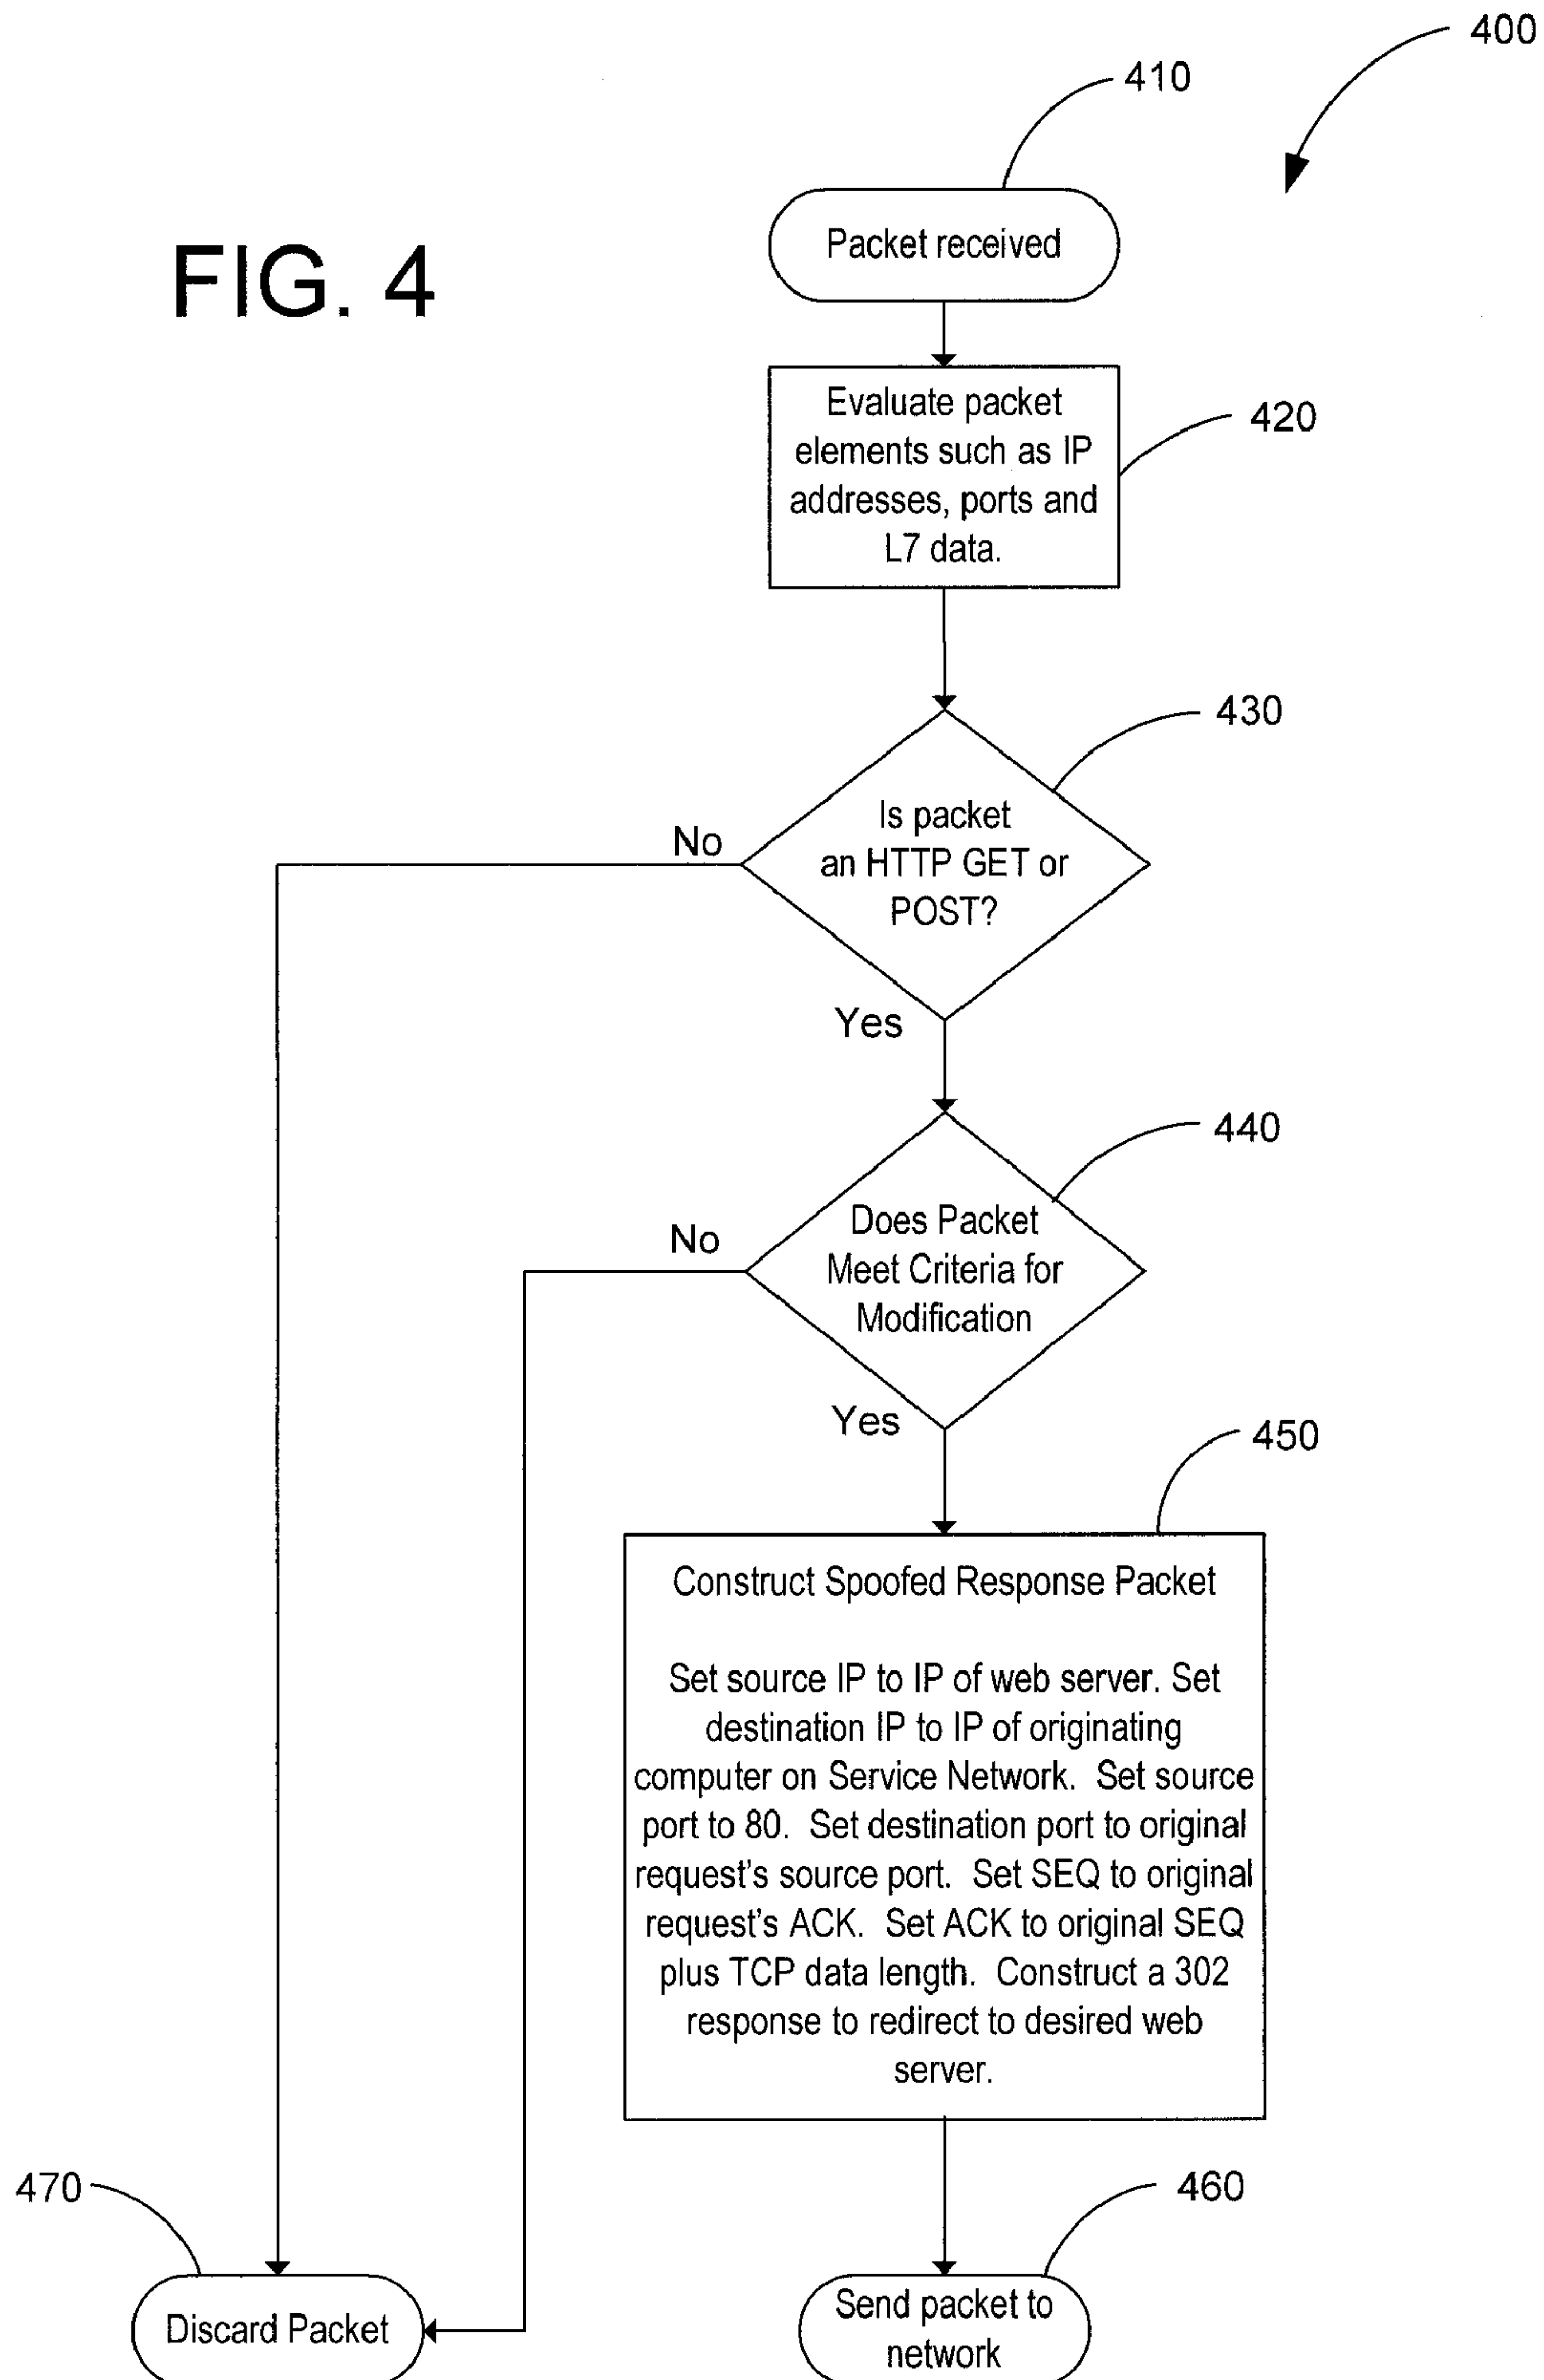 400
410
FIG. 4
Packet received
Evaluate packet
elements such as IP
addresses, ports and
L7 data.
420
430
Is packet
an HTTP GET or
POST?
No
Yes
440
Does Packet
Meet Criteria for
Modification
No
Yes
450
Construct Spoofed Response Packet
Set source IP to IP of web server. Set
destination IP to IP of originating
computer on Service Network. Set source
port to 80. Set destination port to original
request's source port. Set SEQ to original
request's ACK. Set ACK to original SEQ
plus TCP data length. Construct a 302
response to redirect to desired web
server.
470
460
Discard Packet
Send packet to
network